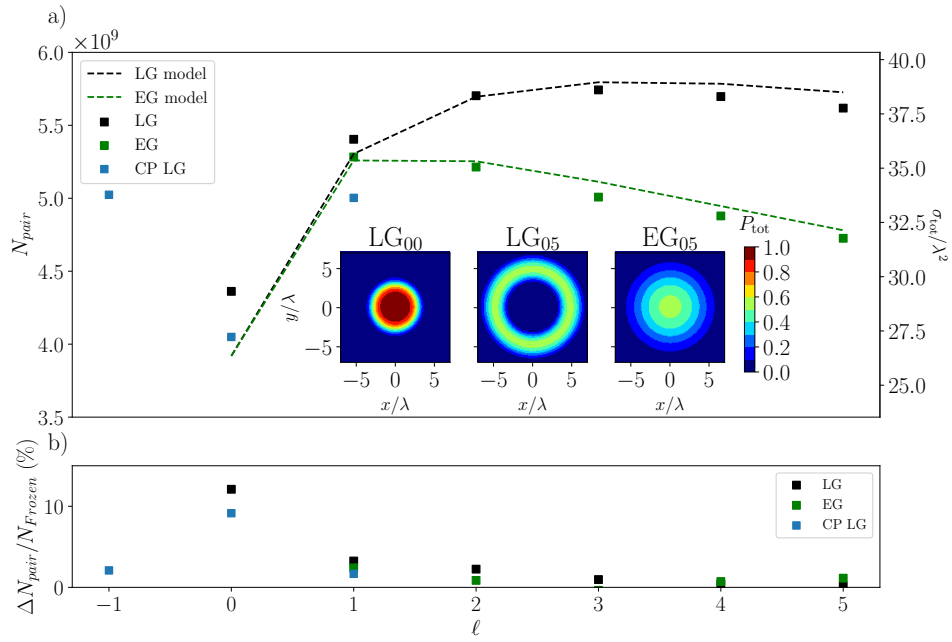 a)
×10⁹
6.0
5.5
5.0
4.5
4.0
3.5
N_pair
LG model
EG model
LG
EG
CP LG
40.0
37.5
35.0
32.5
30.0
27.5
25.0
σ_tot/λ²
LG₀₀
LG₀₅
EG₀₅
P_tot
5
0
−5
y/λ
−5 0 5
−5 0 5
−5 0 5
x/λ
x/λ
x/λ
1.0
0.8
0.6
0.4
0.2
0.0
b)
ΔN_pair/N_Frozen (%)
10
0
LG
EG
CP LG
−1 0 1 2 3 4 5
ℓ